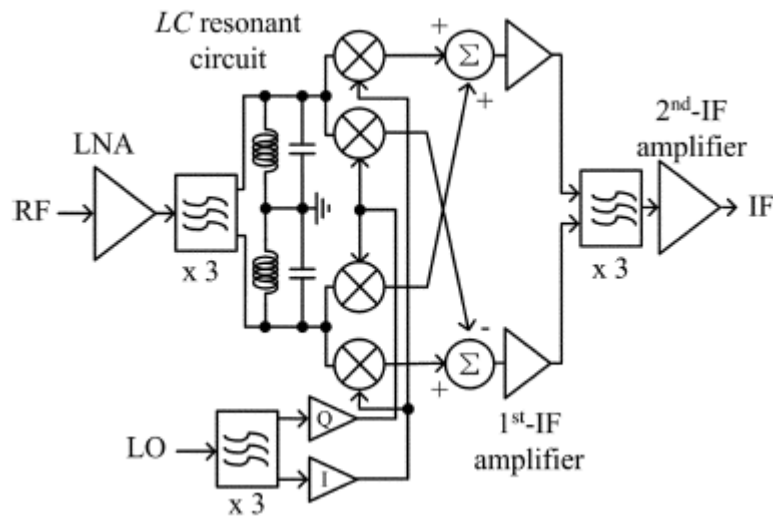 LC resonant
circuit
+
Σ
+
LNA
2nd-IF
amplifier
RF
IF
x 3
x 3
-
Σ
+
Q
LO
I
1st-IF
amplifier
x 3